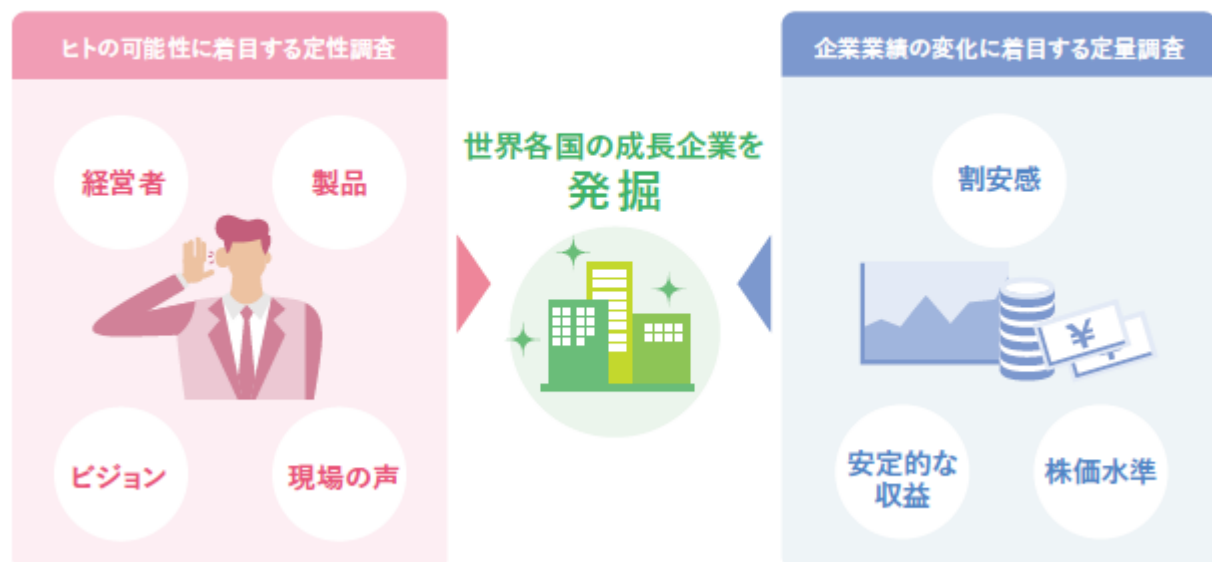 ヒトの可能性に着目する定性調査
経営者
製品
ビジョン
現場の声
世界各国の成長企業を
発掘
企業業績の変化に着目する定量調査
割安感
¥
安定的な
収益
株価水準